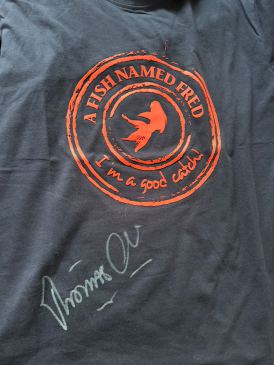 A FISH NAMED FRED
I'm a good catch!
Thomas